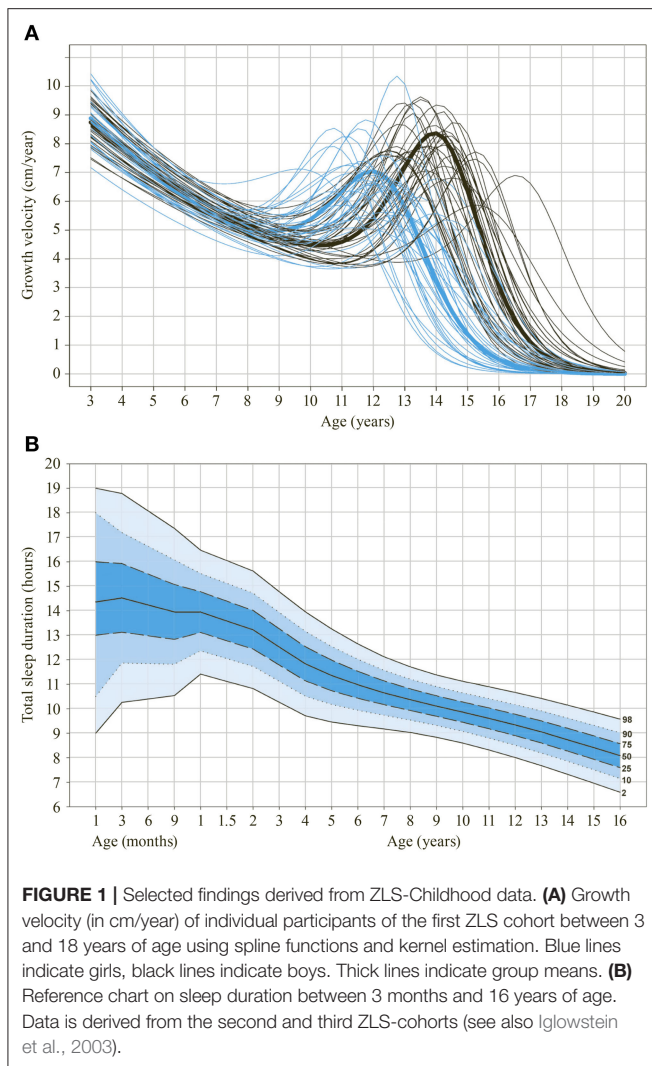 A
10
9
8
7
6
5
4
3
2
1
0
Growth velocity (cm/year)
3 4 5 6 7 8 9 10 11 12 13 14 15 16 17 18 19 20
Age (years)
B
20
19
18
17
16
15
14
13
12
11
10
9
8
7
6
Total sleep duration (hours)
98
90
75
50
25
10
2
1 3 6 9 1 1.5 2 3 4 5 6 7 8 9 10 11 12 13 14 15 16
Age (months) Age (years)
FIGURE 1 | Selected findings derived from ZLS-Childhood data. (A) Growth
velocity (in cm/year) of individual participants of the first ZLS cohort between 3
and 18 years of age using spline functions and kernel estimation. Blue lines
indicate girls, black lines indicate boys. Thick lines indicate group means. (B)
Reference chart on sleep duration between 3 months and 16 years of age.
Data is derived from the second and third ZLS-cohorts (see also Iglowstein
et al., 2003).